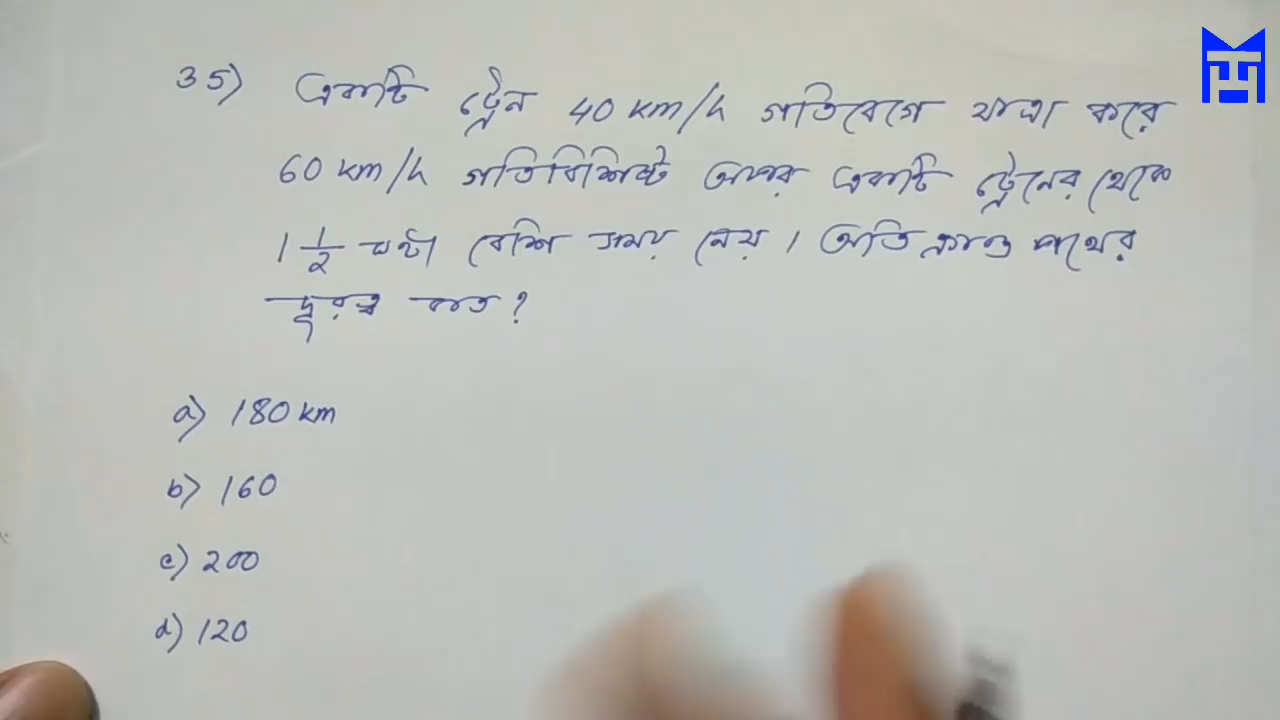 35) একটি ট্রেন 40 km/h গতিবেগে যাত্রা করে
60 km/h গতিবিশিষ্ট অপর একটি ট্রেনের থেকে
1 1/2 ঘণ্টা বেশি সময় নেয়। অতিক্রান্ত পথের
দূরত্ব কত?
a) 180 km
b) 160
c) 200
d) 120